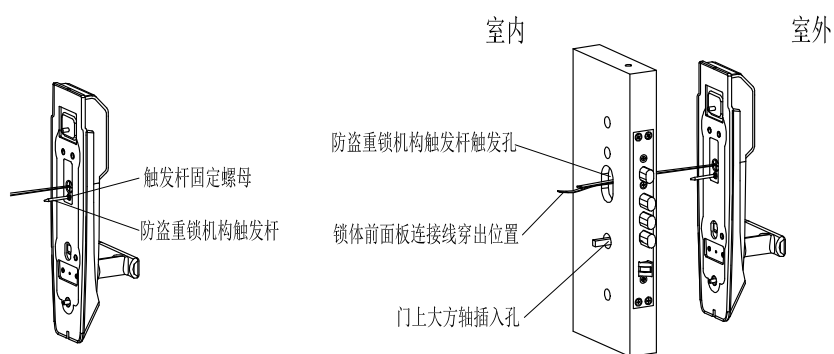 室内
室外
防盗重锁机构触发杆触发孔
触发杆固定螺母
防盗重锁机构触发杆
锁体前面板连接线穿出位置
门上大方轴插入孔